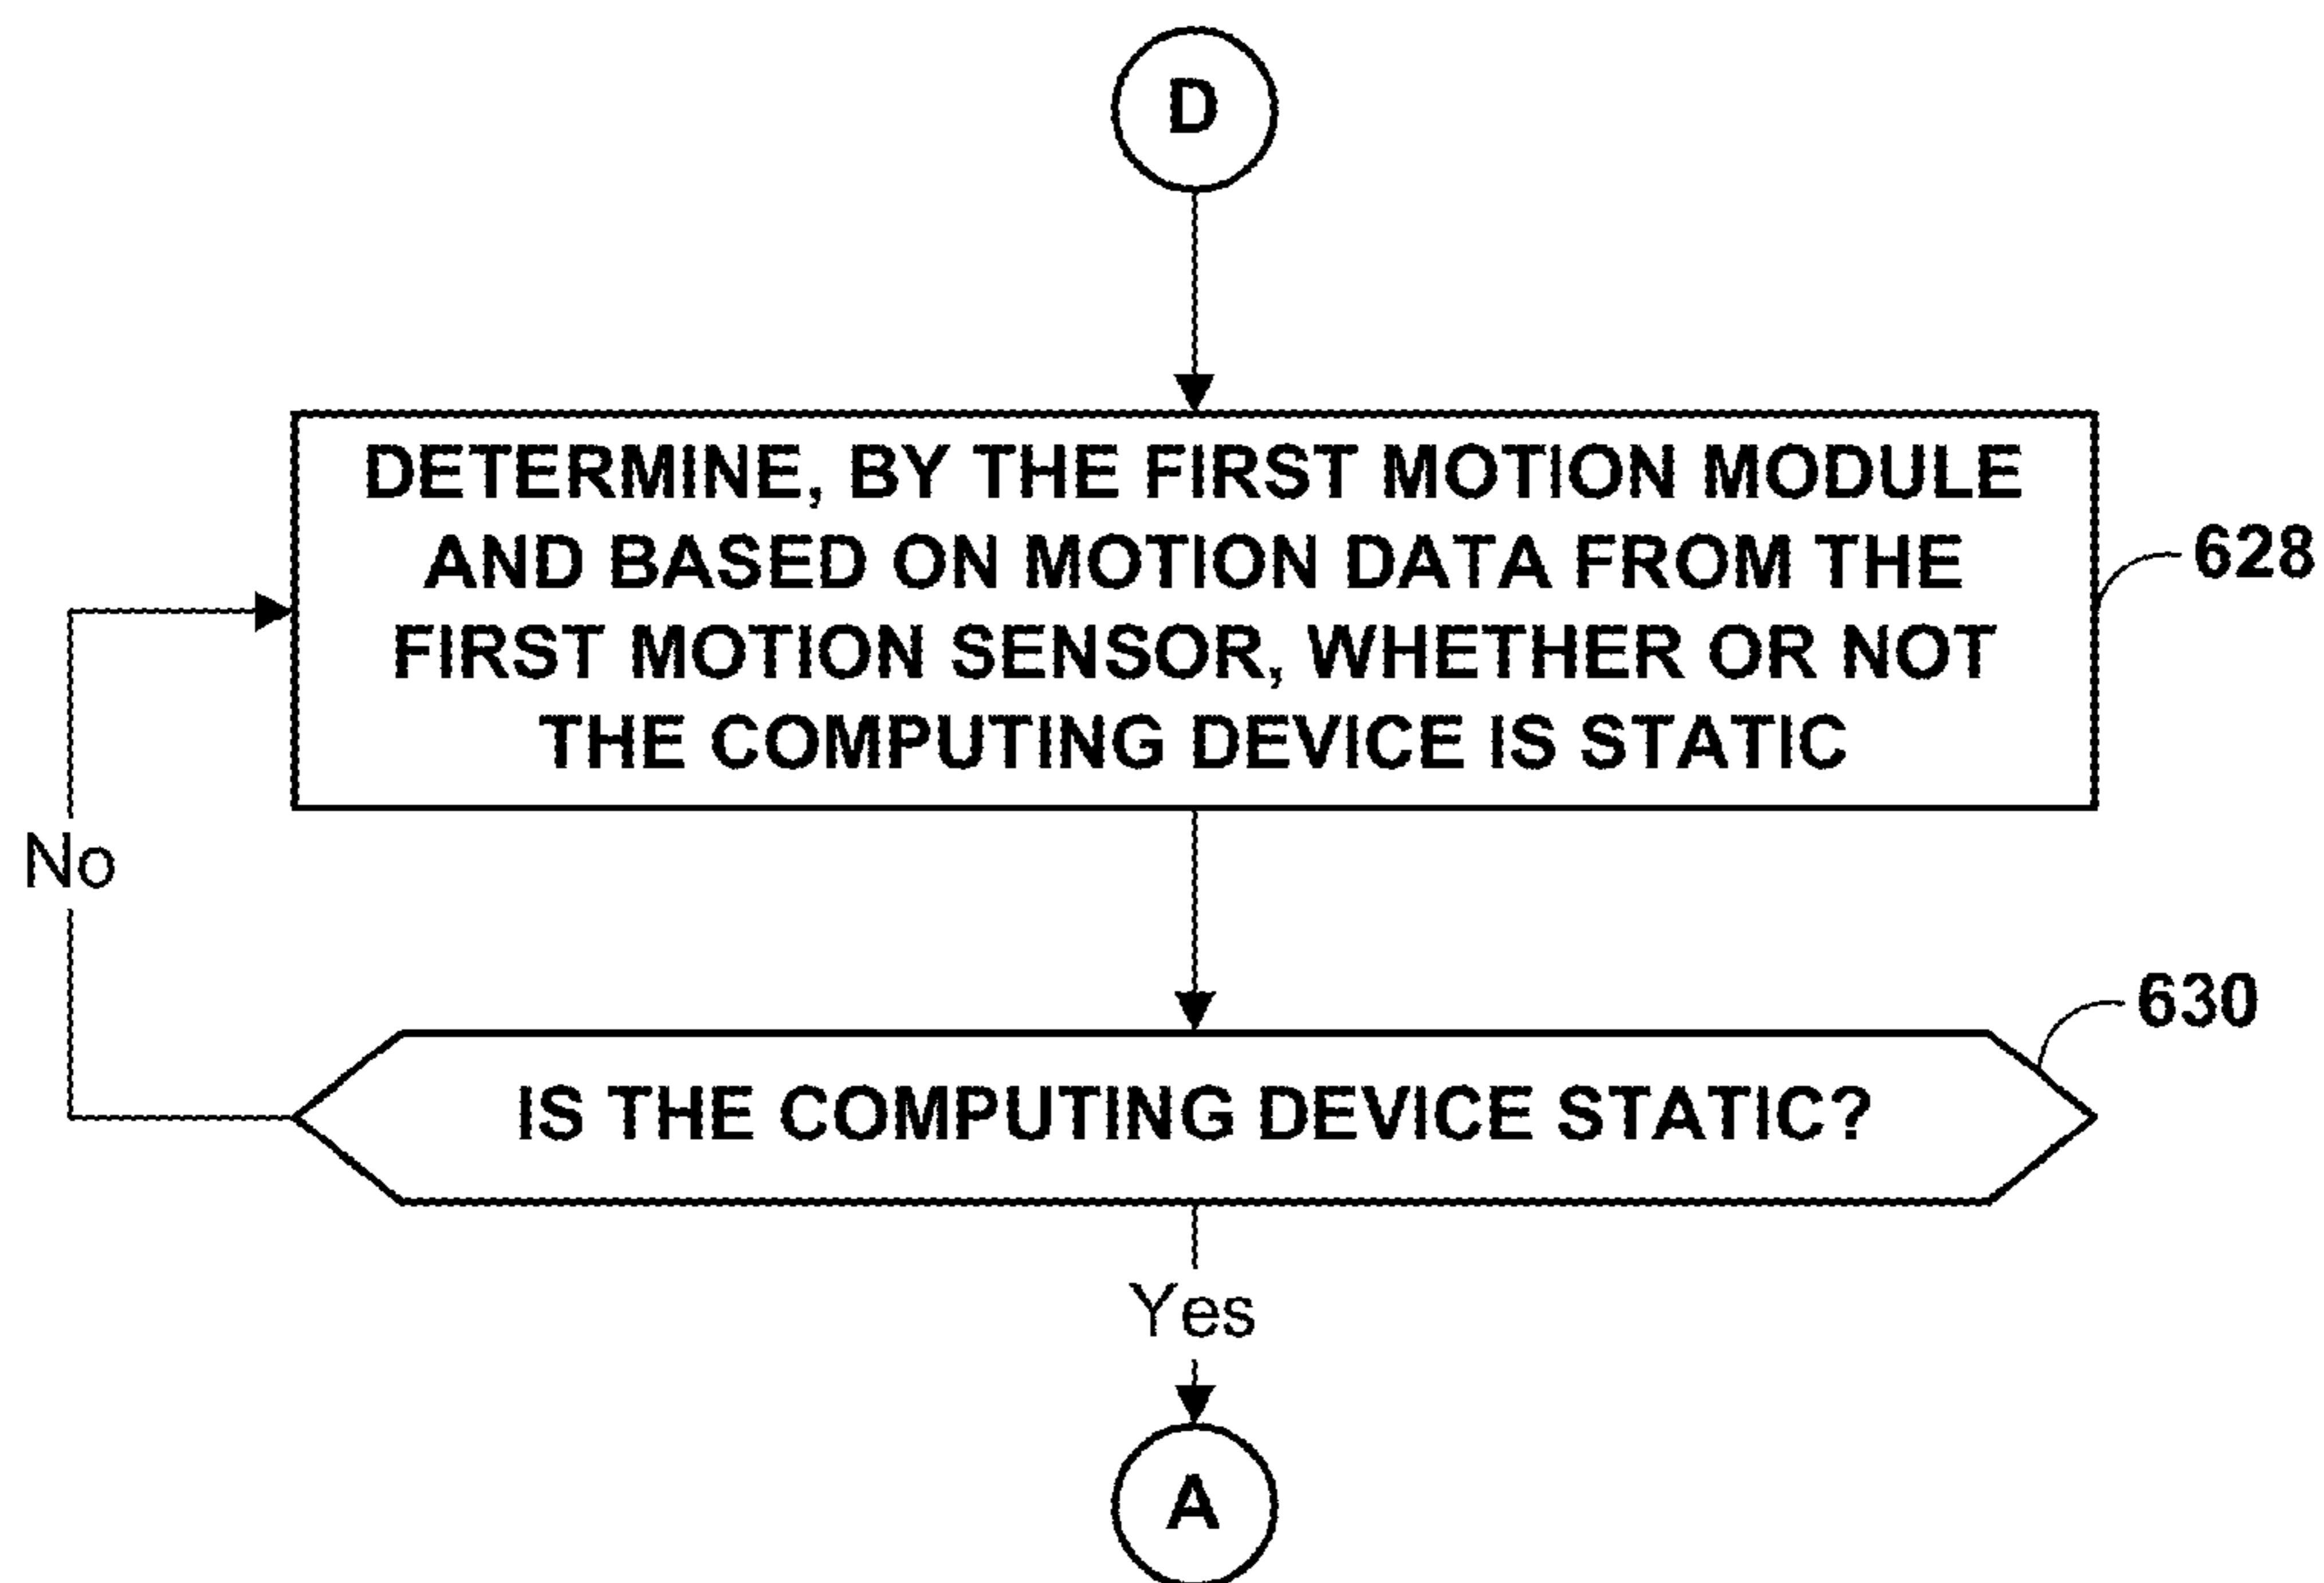 D
DETERMINE, BY THE FIRST MOTION MODULE
AND BASED ON MOTION DATA FROM THE
FIRST MOTION SENSOR, WHETHER OR NOT
THE COMPUTING DEVICE IS STATIC
628
No
630
IS THE COMPUTING DEVICE STATIC?
Yes
A